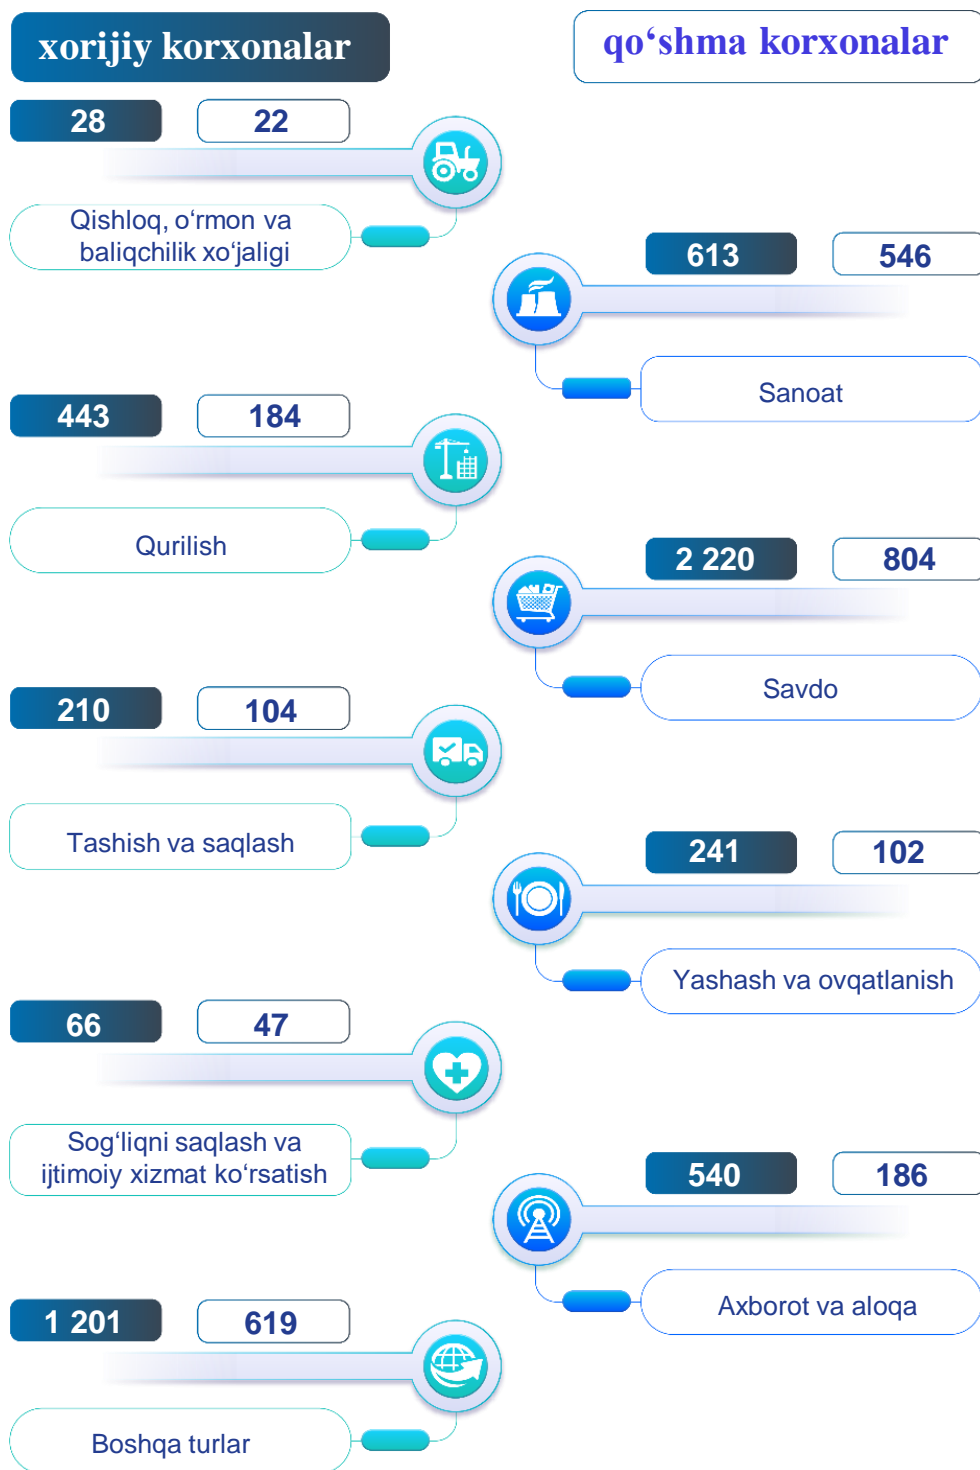 xorijiy korxonalar
qo‘shma korxonalar
28
22
Qishloq, o‘rmon va
baliqchilik xo‘jaligi
613
546
Sanoat
443
184
Qurilish
2 220
804
Savdo
210
104
Tashish va saqlash
241
102
Yashash va ovqatlanish
66
47
Sog‘liqni saqlash va
ijtimoiy xizmat ko‘rsatish
540
186
Axborot va aloqa
1 201
619
Boshqa turlar